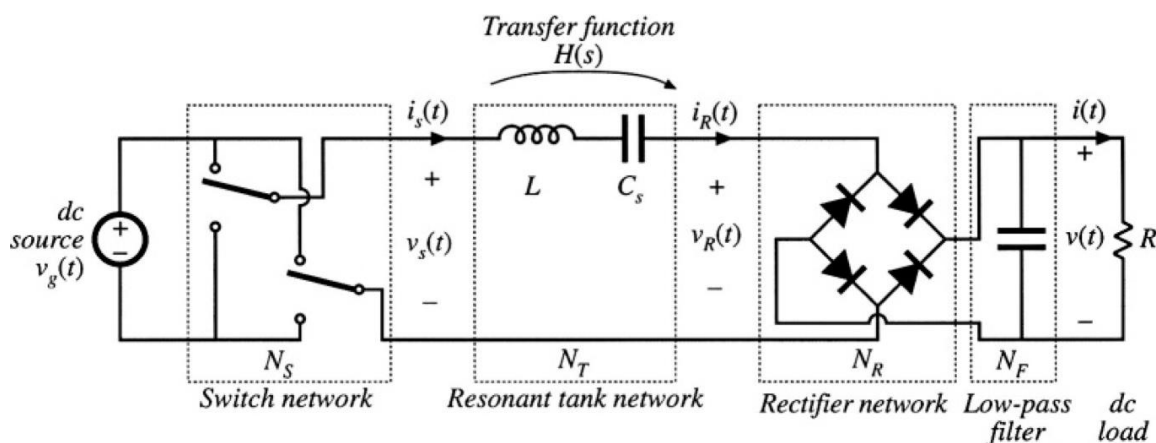 Transfer function
H(s)
i_s(t)
i_R(t)
i(t)
+
L
C_s
+
+
dc
source
v_g(t)
+
−
v_s(t)
v_R(t)
v(t)
R
−
−
−
N_S
N_T
N_R
N_F
Switch network
Resonant tank network
Rectifier network
Low-pass
filter
dc
load